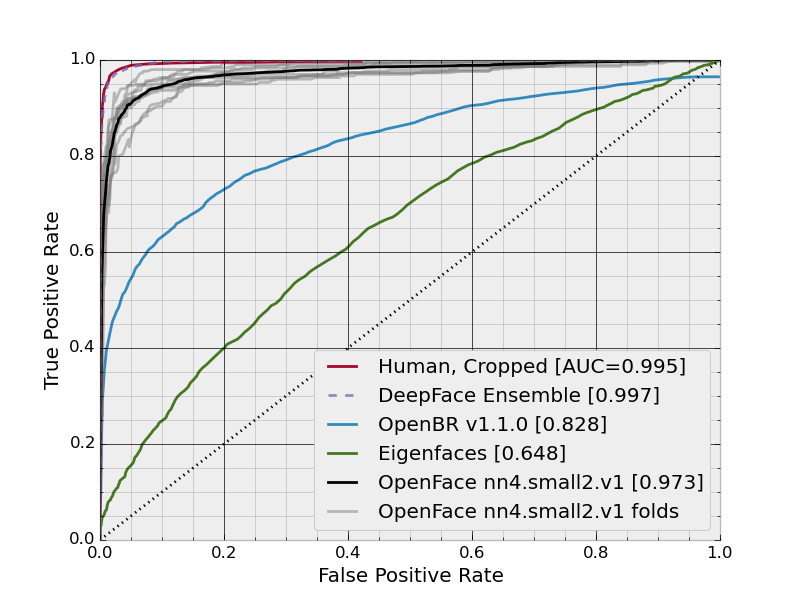 1.0
0.8
0.6
0.4
0.2
0.0
True Positive Rate
Human, Cropped [AUC=0.995]
DeepFace Ensemble [0.997]
OpenBR v1.1.0 [0.828]
Eigenfaces [0.648]
OpenFace nn4.small2.v1 [0.973]
OpenFace nn4.small2.v1 folds
0.0 0.2 0.4 0.6 0.8 1.0
False Positive Rate